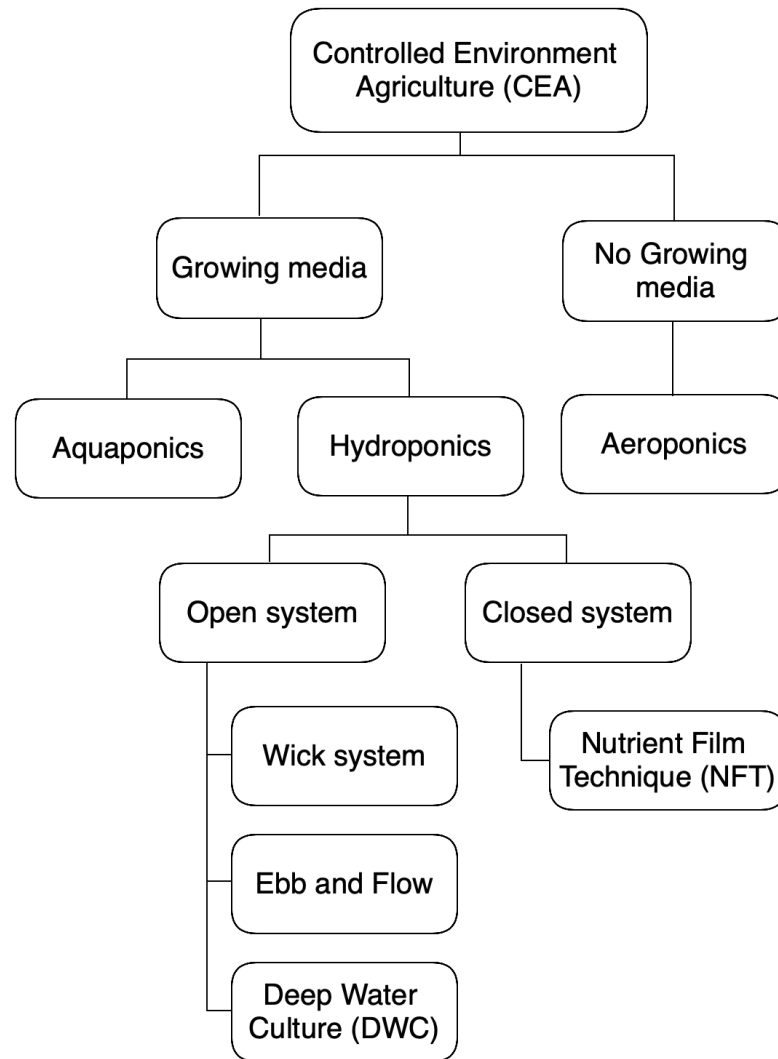 Controlled Environment
Agriculture (CEA)
Growing media
No Growing
media
Aquaponics
Hydroponics
Aeroponics
Open system
Closed system
Wick system
Nutrient Film
Technique (NFT)
Ebb and Flow
Deep Water
Culture (DWC)